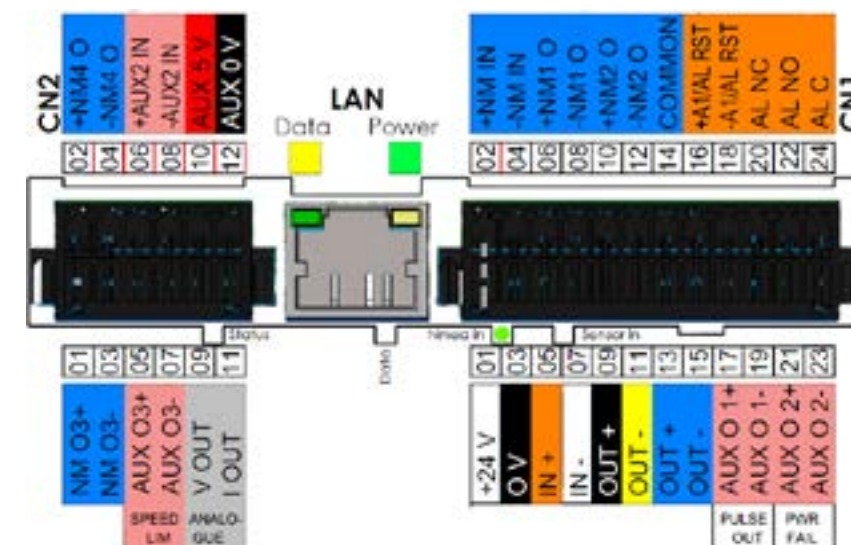 CN2
+NM4 O
-NM4 O
+AUX2 IN
-AUX2 IN
AUX 5 V
AUX 0 V
LAN
Data Power
+NM IN
-NM IN
+NM1 O
-NM1 O
+NM2 O
-NM2 O
COMMON
+A1/AL RST
-A1/AL RST
AL NC
AL NO
AL C
CN1
02 04 06 08 10 12
02 04 06 08 10 12 14 16 18 20 22 24
Status
Data
Nmea in
Sensor in
01 03 05 07 09 11
01 03 05 07 09 11 13 15 17 19 21 23
NM O3+
NM O3-
AUX O3+
AUX O3-
V OUT
I OUT
SPEED LIM
ANALO-GUE
+24 V
0 V
IN +
IN -
OUT +
OUT -
OUT +
OUT -
AUX O 1+
AUX O 1-
AUX O 2+
AUX O 2-
PULSE OUT
PWR FAIL